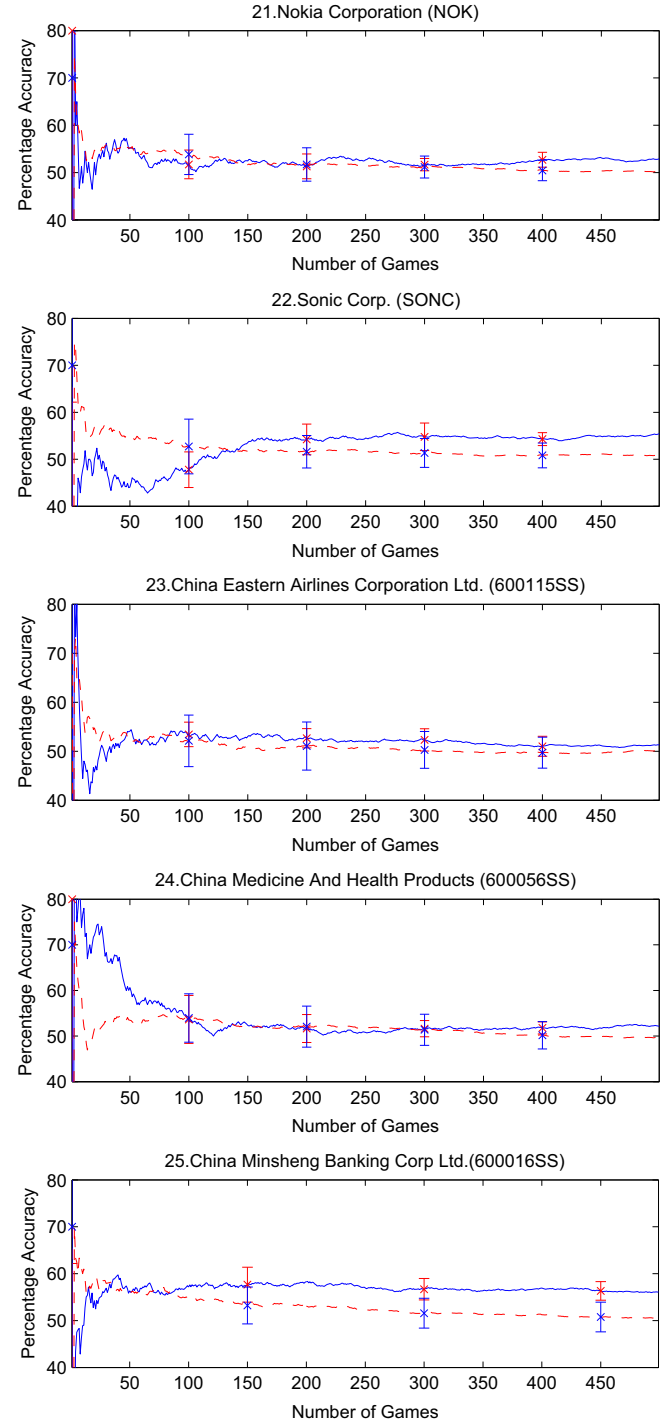 21.Nokia Corporation (NOK)
80
70
60
50
40
Percentage Accuracy
50 100 150 200 250 300 350 400 450
Number of Games
22.Sonic Corp. (SONC)
80
70
60
50
40
Percentage Accuracy
50 100 150 200 250 300 350 400 450
Number of Games
23.China Eastern Airlines Corporation Ltd. (600115SS)
80
70
60
50
40
Percentage Accuracy
50 100 150 200 250 300 350 400 450
Number of Games
24.China Medicine And Health Products (600056SS)
80
70
60
50
40
Percentage Accuracy
50 100 150 200 250 300 350 400 450
Number of Games
25.China Minsheng Banking Corp Ltd.(600016SS)
80
70
60
50
40
Percentage Accuracy
50 100 150 200 250 300 350 400 450
Number of Games